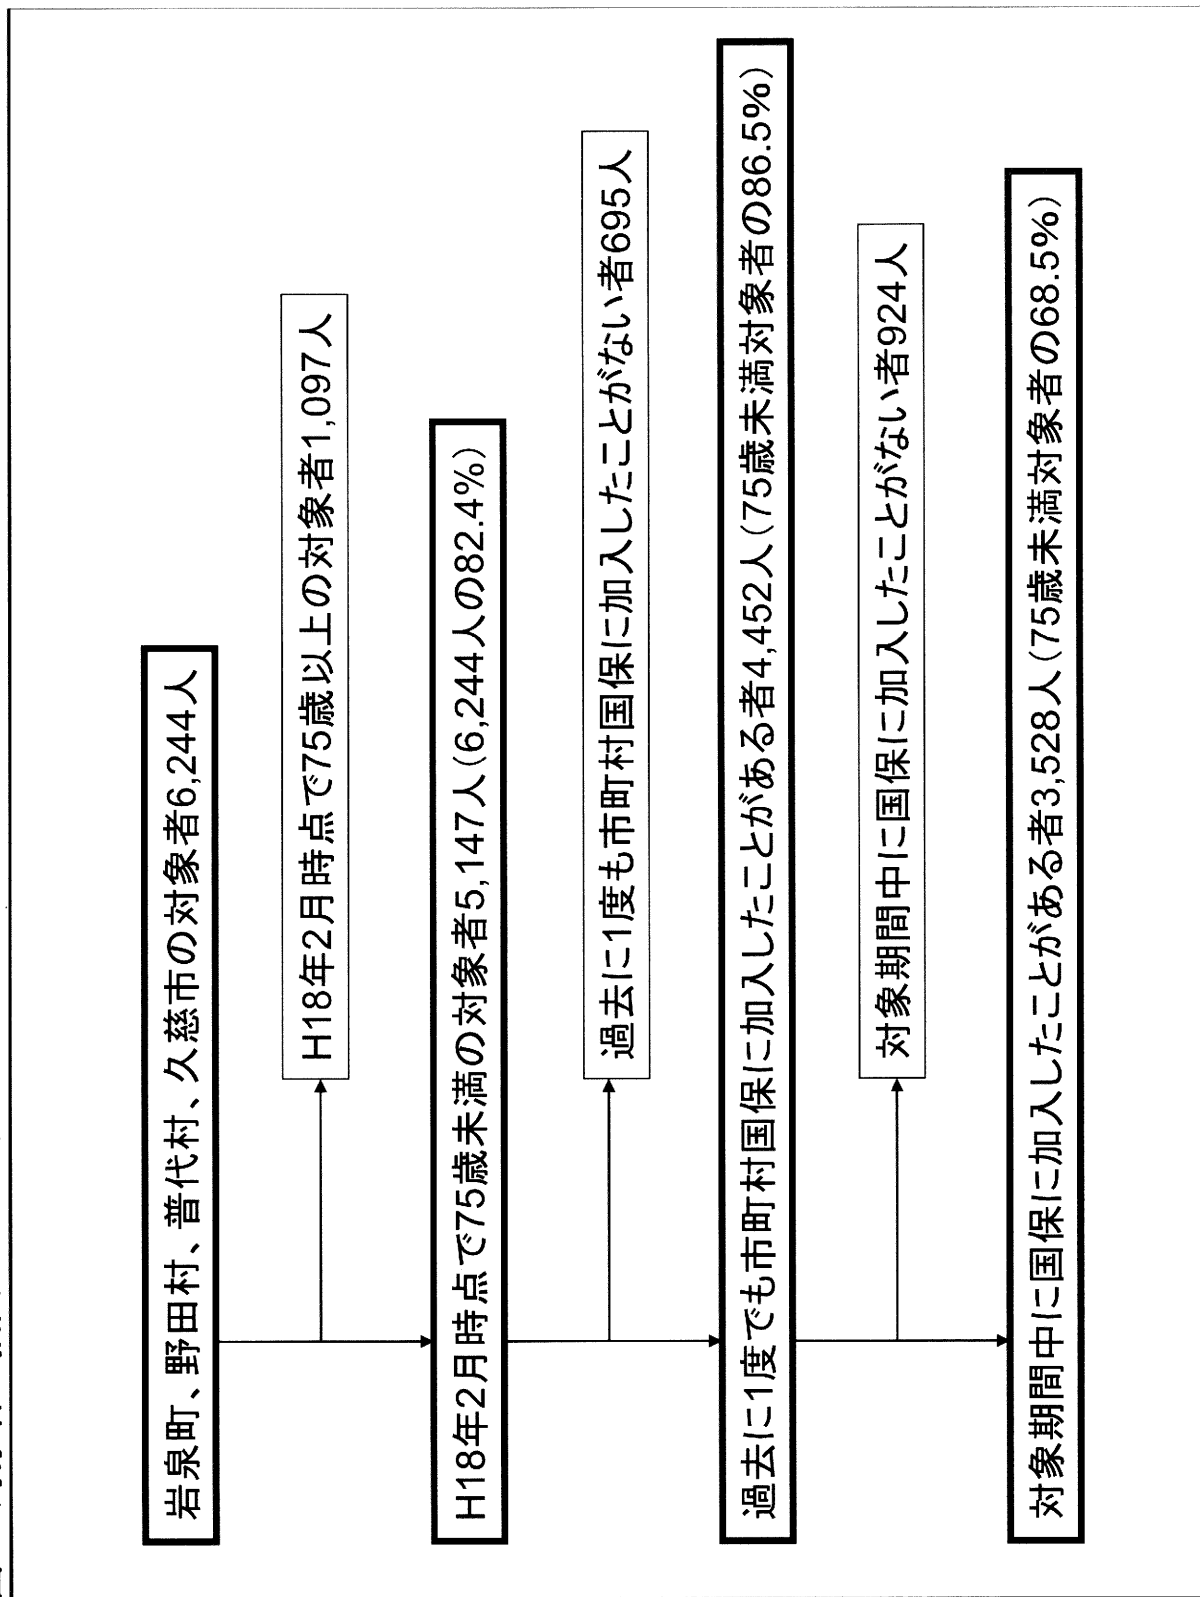 岩泉町、野田村、普代村、久慈市の対象者6,244人
H18年2月時点で75歳以上の対象者1,097人
H18年2月時点で75歳未満の対象者5,147人(6,244人の82.4%)
過去に1度も市町村国保に加入したことがない者695人
過去に1度でも市町村国保に加入したことがある者4,452人(75歳未満対象者の86.5%)
対象期間中に国保に加入したことがない者924人
対象期間中に国保に加入したことがある者3,528人(75歳未満対象者の68.5%)